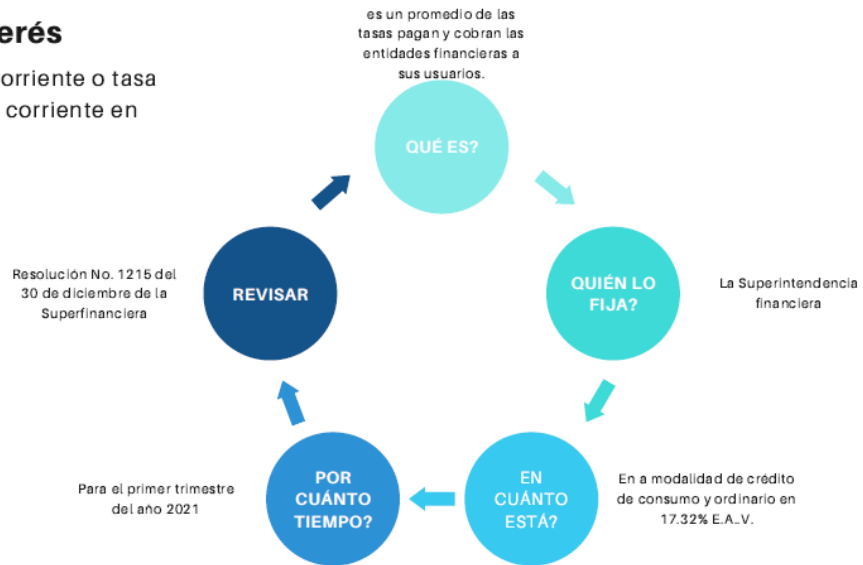 erés
orriente o tasa
corriente en
es un promedio de las
tasas pagan y cobran las
entidades financieras a
sus usuarios.
QUÉ ES?
QUIÉN LO
FIJA?
La Superintendencia
financiera
EN
CUÁNTO
ESTÁ?
En a modalidad de crédito
de consumo y ordinario en
17.32% E.A..V.
POR
CUÁNTO
TIEMPO?
Para el primer trimestre
del año 2021
REVISAR
Resolución No. 1215 del
30 de diciembre de la
Superfinanciera